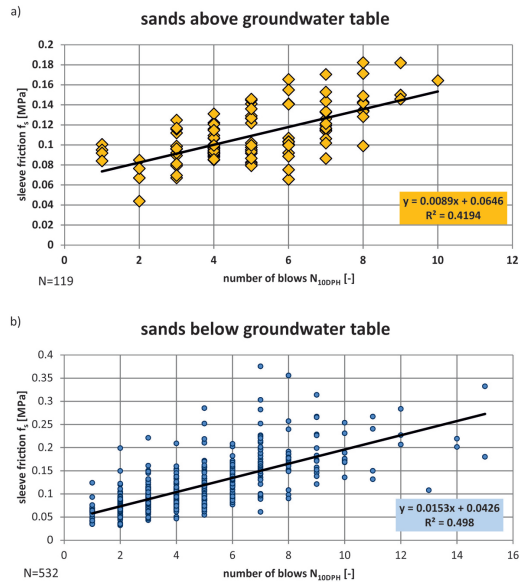 a)
sands above groundwater table
sleeve friction fs [MPa]
0.2
0.18
0.16
0.14
0.12
0.1
0.08
0.06
0.04
0.02
0
0 2 4 6 8 10 12
y = 0.0089x + 0.0646
R² = 0.4194
N=119
number of blows N10DPH [-]
b)
sands below groundwater table
sleeve friction fs [MPa]
0.4
0.35
0.3
0.25
0.2
0.15
0.1
0.05
0
0 2 4 6 8 10 12 14 16
y = 0.0153x + 0.0426
R² = 0.498
N=532
number of blows N10DPH [-]